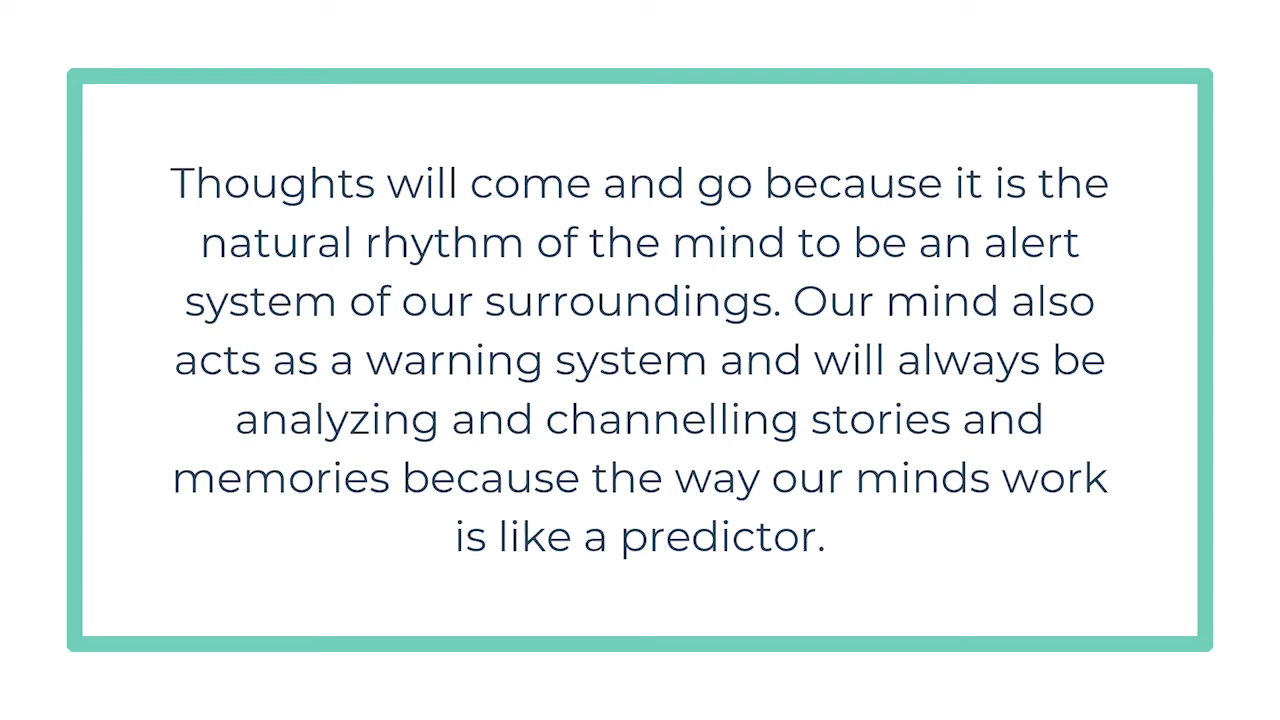 Thoughts will come and go because it is the
natural rhythm of the mind to be an alert
system of our surroundings. Our mind also
acts as a warning system and will always be
analyzing and channelling stories and
memories because the way our minds work
is like a predictor.